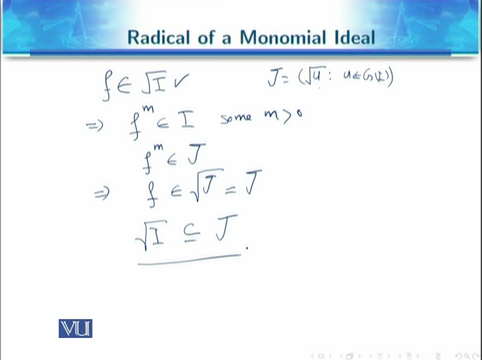 Radical of a Monomial Ideal
f ∈ √I ✓ J = (√u : u ∈ G(I))
⇒ f^m ∈ I some m > 0
f^m ∈ J
⇒ f ∈ √J = J
√I ⊆ J .
VU